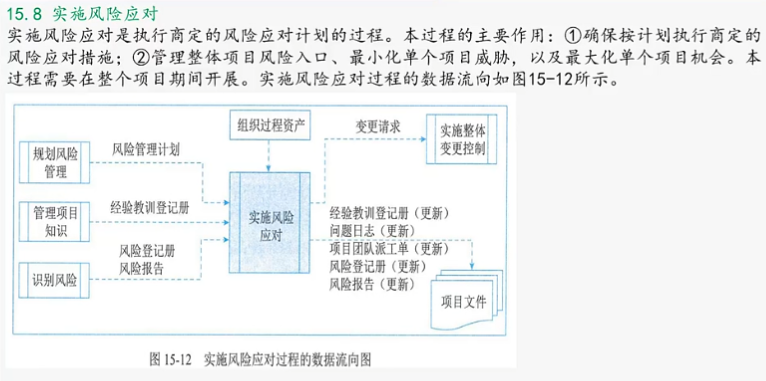 15.8 实施风险应对
实施风险应对是执行商定的风险应对计划的过程。本过程的主要作用：①确保按计划执行商定的
风险应对措施；②管理整体项目风险入口、最小化单个项目威胁，以及最大化单个项目机会。本
过程需要在整个项目期间开展。实施风险应对过程的数据流向如图15-12所示。
组织过程资产
变更请求
实施整体
变更控制
规划风险
管理
风险管理计划
管理项目
知识
经验教训登记册
实施风险
应对
经验教训登记册（更新）
问题日志（更新）
项目团队派工单（更新）
风险登记册（更新）
风险报告（更新）
风险登记册
风险报告
识别风险
项目文件
图 15-12 实施风险应对过程的数据流向图